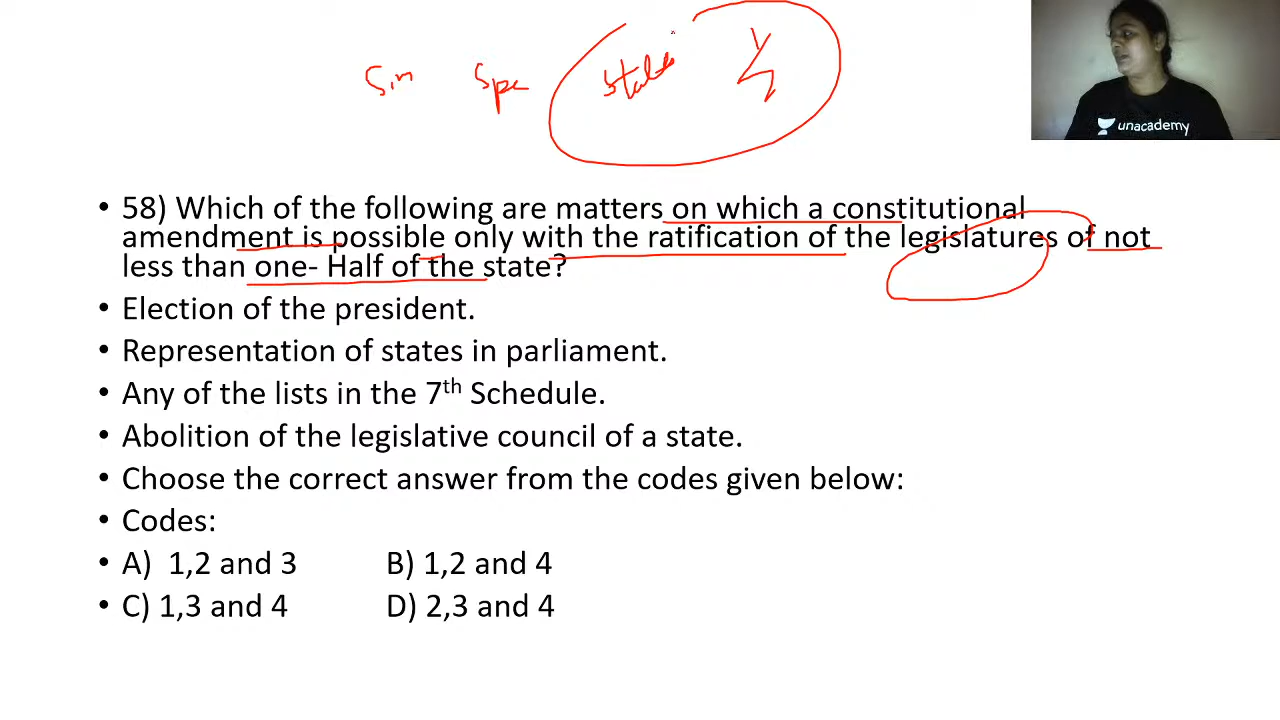 Sin Spe State 1/2
unacademy
• 58) Which of the following are matters on which a constitutional
amendment is possible only with the ratification of the legislatures of not
less than one- Half of the state?
• Election of the president.
• Representation of states in parliament.
• Any of the lists in the 7th Schedule.
• Abolition of the legislative council of a state.
• Choose the correct answer from the codes given below:
• Codes:
• A) 1,2 and 3 B) 1,2 and 4
• C) 1,3 and 4 D) 2,3 and 4